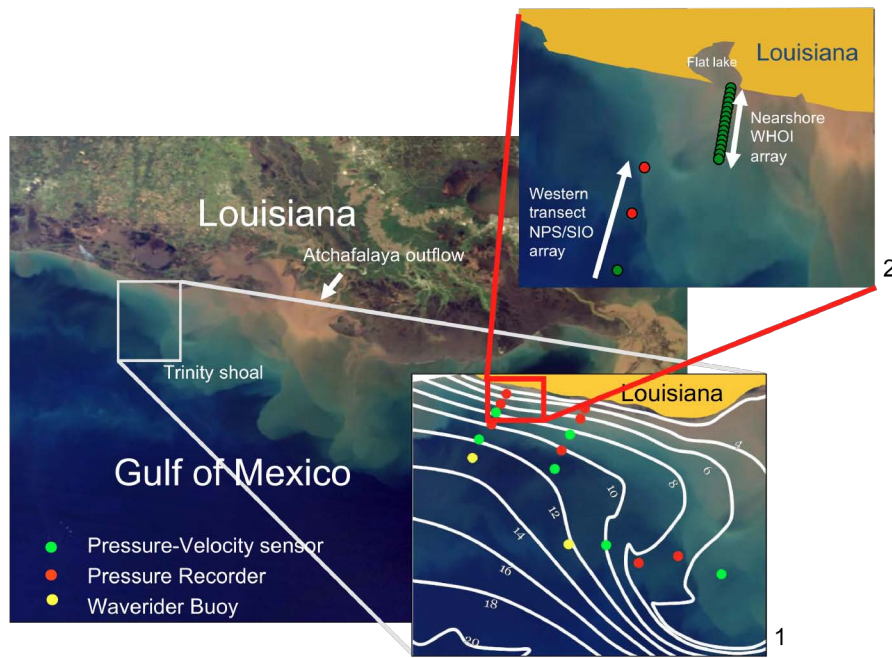 Louisiana
Flat lake
Nearshore
WHOI
array
Western
transect
NPS/SIO
array
2
Louisiana
Atchafalaya outflow
Trinity shoal
Gulf of Mexico
Pressure-Velocity sensor
Pressure Recorder
Waverider Buoy
Louisiana
4
6
8
10
12
14
16
18
20
1